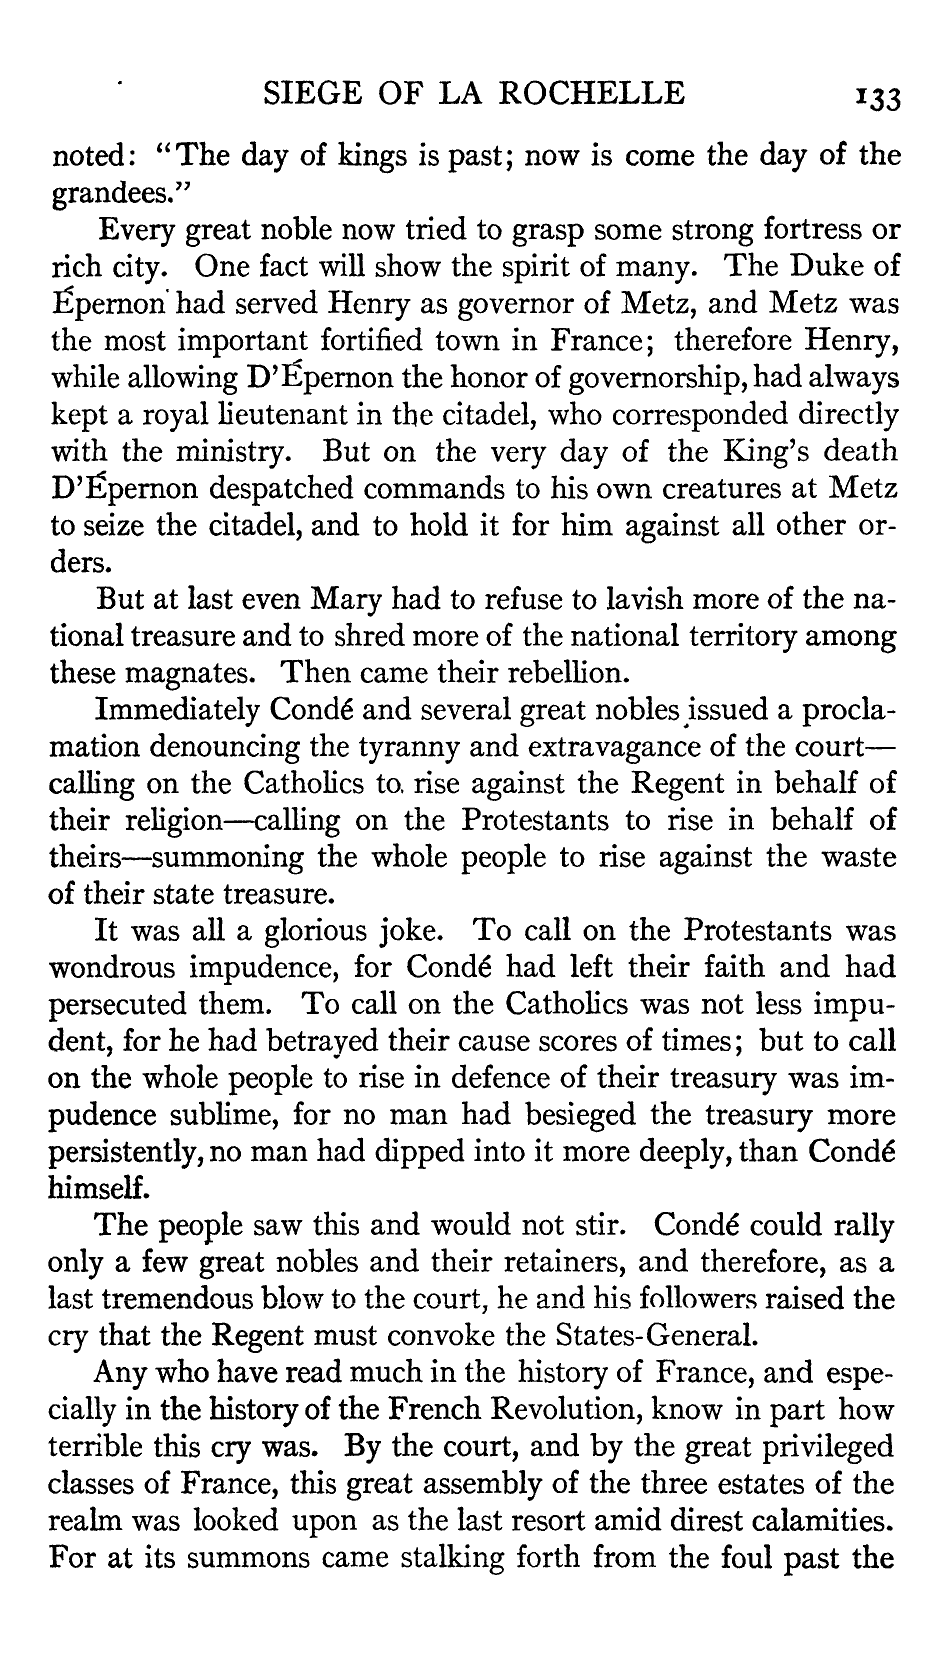 SIEGE OF LA ROCHELLE 133
noted: "The day of kings is past; now is come the day of the
grandees."
Every great noble now tried to grasp some strong fortress or
rich city. One fact will show the spirit of many. The Duke of
Épernon had served Henry as governor of Metz, and Metz was
the most important fortified town in France; therefore Henry,
while allowing D'Épernon the honor of governorship, had always
kept a royal lieutenant in the citadel, who corresponded directly
with the ministry. But on the very day of the King's death
D'Épernon despatched commands to his own creatures at Metz
to seize the citadel, and to hold it for him against all other or-
ders.
But at last even Mary had to refuse to lavish more of the na-
tional treasure and to shred more of the national territory among
these magnates. Then came their rebellion.
Immediately Condé and several great nobles issued a procla-
mation denouncing the tyranny and extravagance of the court—
calling on the Catholics to rise against the Regent in behalf of
their religion—calling on the Protestants to rise in behalf of
theirs—summoning the whole people to rise against the waste
of their state treasure.
It was all a glorious joke. To call on the Protestants was
wondrous impudence, for Condé had left their faith and had
persecuted them. To call on the Catholics was not less impu-
dent, for he had betrayed their cause scores of times; but to call
on the whole people to rise in defence of their treasury was im-
pudence sublime, for no man had besieged the treasury more
persistently, no man had dipped into it more deeply, than Condé
himself.
The people saw this and would not stir. Condé could rally
only a few great nobles and their retainers, and therefore, as a
last tremendous blow to the court, he and his followers raised the
cry that the Regent must convoke the States-General.
Any who have read much in the history of France, and espe-
cially in the history of the French Revolution, know in part how
terrible this cry was. By the court, and by the great privileged
classes of France, this great assembly of the three estates of the
realm was looked upon as the last resort amid direst calamities.
For at its summons came stalking forth from the foul past the